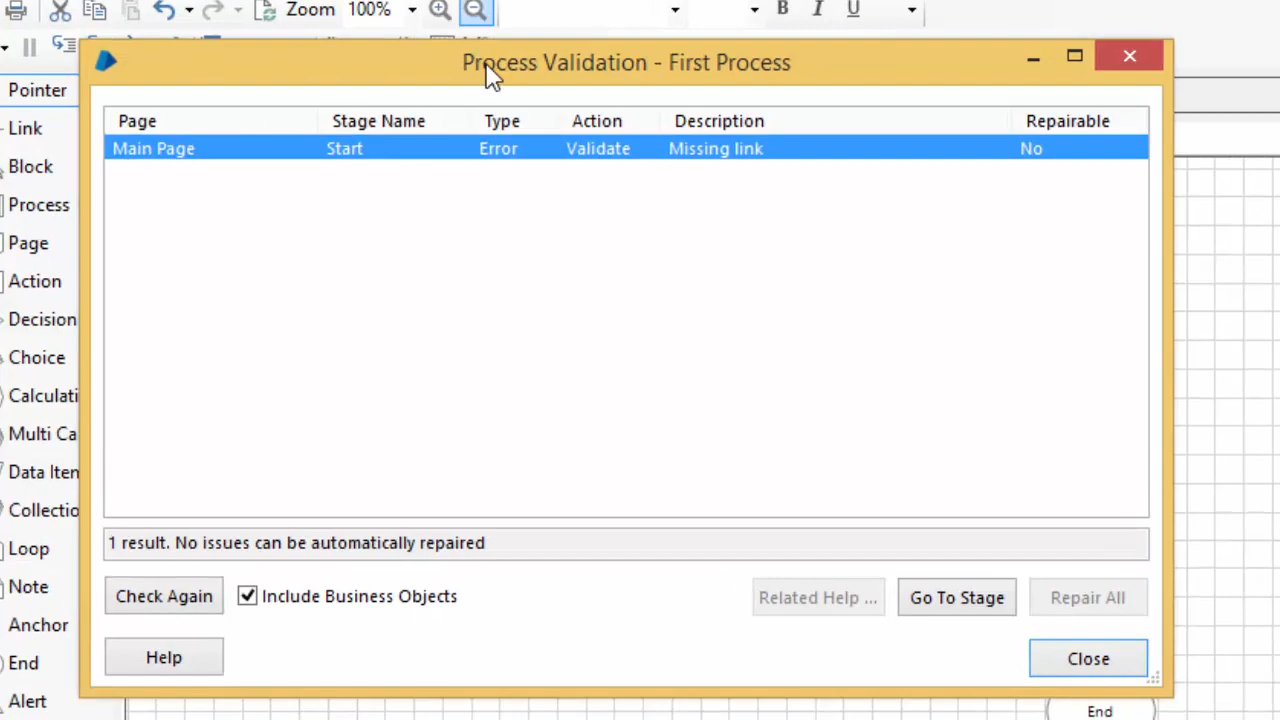 Zoom 100% B I U
Process Validation - First Process
Pointer
Link
Block
Process
Page
Action
Decision
Choice
Calculati
Multi Ca
Data Iten
Collectio
Loop
Note
Anchor
End
Alert
Page Stage Name Type Action Description Repairable
Main Page Start Error Validate Missing link No
1 result. No issues can be automatically repaired
Check Again Include Business Objects Related Help ... Go To Stage Repair All
Help Close
End